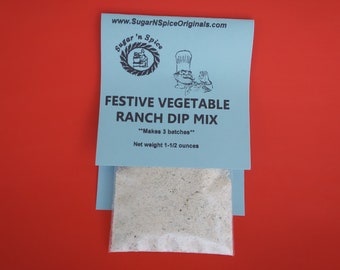 www.SugarNSpiceOriginals.com
Sugar 'n Spice
FESTIVE VEGETABLE
RANCH DIP MIX
**Makes 3 batches**
Net weight 1-1/2 ounces